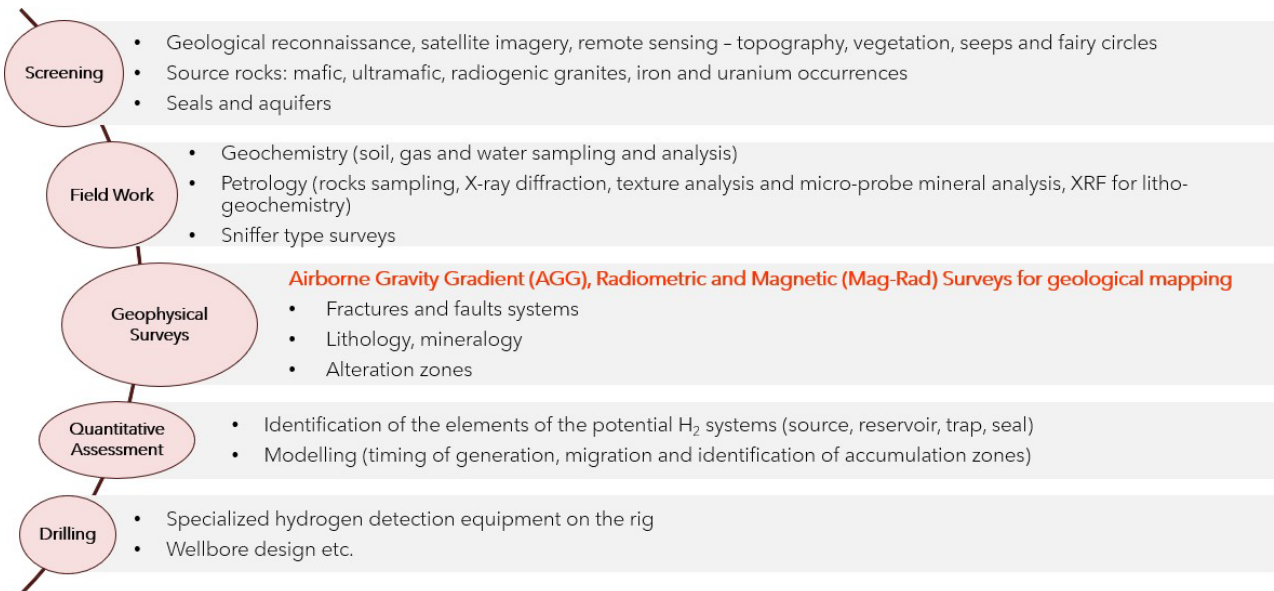 Screening
• Geological reconnaissance, satellite imagery, remote sensing – topography, vegetation, seeps and fairy circles
• Source rocks: mafic, ultramafic, radiogenic granites, iron and uranium occurrences
• Seals and aquifers
Field Work
• Geochemistry (soil, gas and water sampling and analysis)
• Petrology (rocks sampling, X-ray diffraction, texture analysis and micro-probe mineral analysis, XRF for litho-
geochemistry)
• Sniffer type surveys
Geophysical
Surveys
Airborne Gravity Gradient (AGG), Radiometric and Magnetic (Mag-Rad) Surveys for geological mapping
• Fractures and faults systems
• Lithology, mineralogy
• Alteration zones
Quantitative
Assessment
• Identification of the elements of the potential H₂ systems (source, reservoir, trap, seal)
• Modelling (timing of generation, migration and identification of accumulation zones)
Drilling
• Specialized hydrogen detection equipment on the rig
• Wellbore design etc.